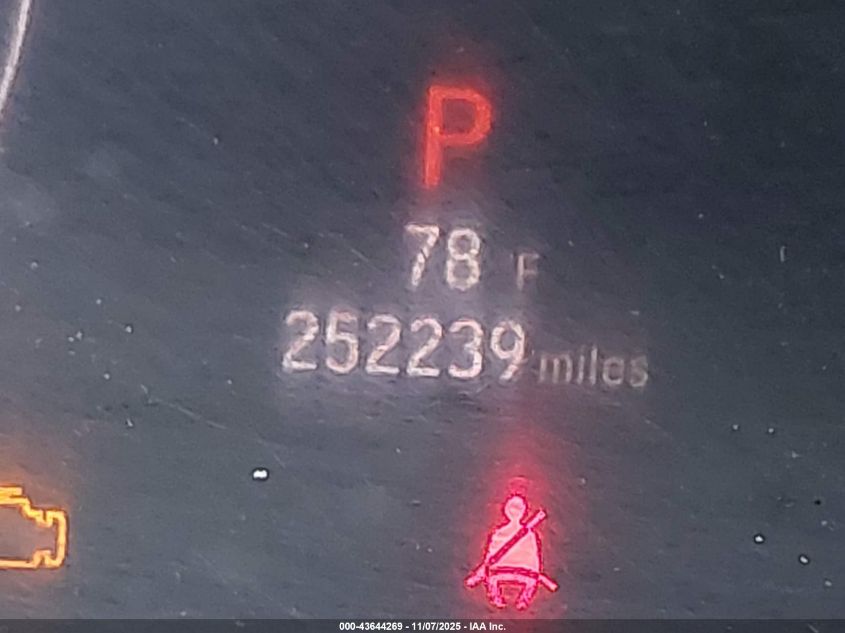 P
78 F
252239 miles
000-43644269 - 11/07/2025 - IAA Inc.